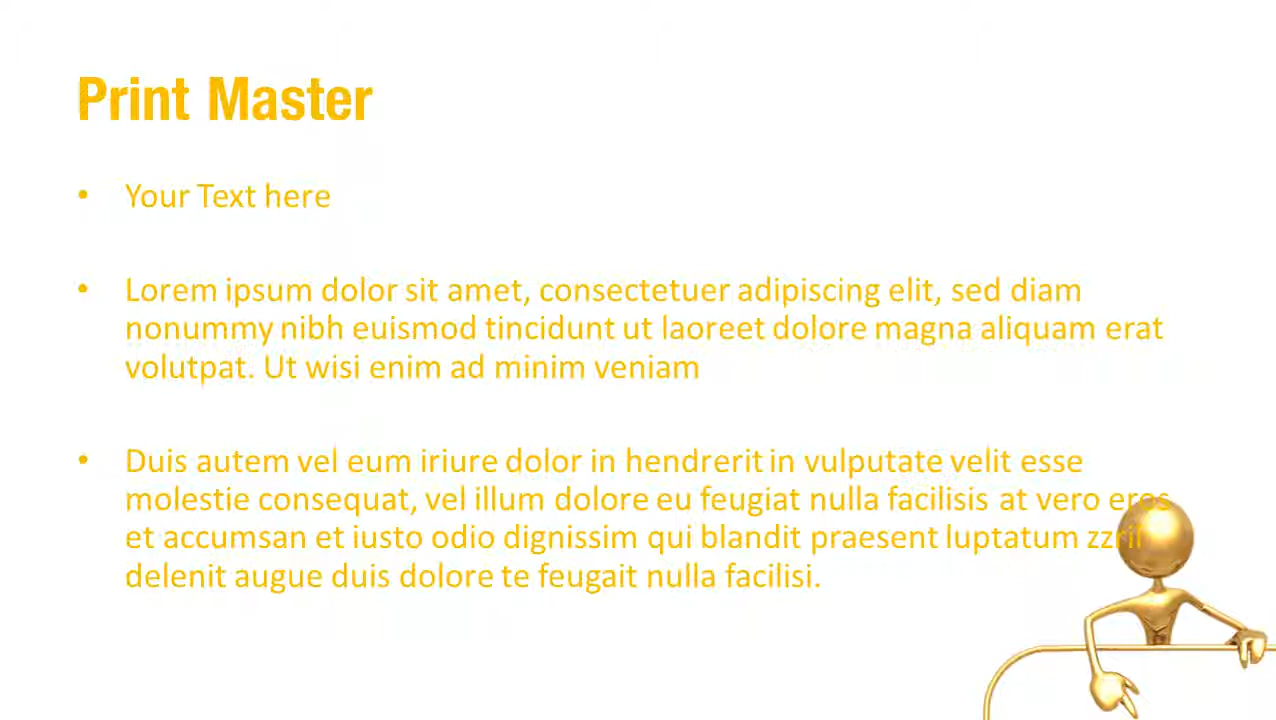 Print Master
• Your Text here
• Lorem ipsum dolor sit amet, consectetuer adipiscing elit, sed diam
nonummy nibh euismod tincidunt ut laoreet dolore magna aliquam erat
volutpat. Ut wisi enim ad minim veniam
• Duis autem vel eum iriure dolor in hendrerit in vulputate velit esse
molestie consequat, vel illum dolore eu feugiat nulla facilisis at vero eros
et accumsan et iusto odio dignissim qui blandit praesent luptatum zzril
delenit augue duis dolore te feugait nulla facilisi.